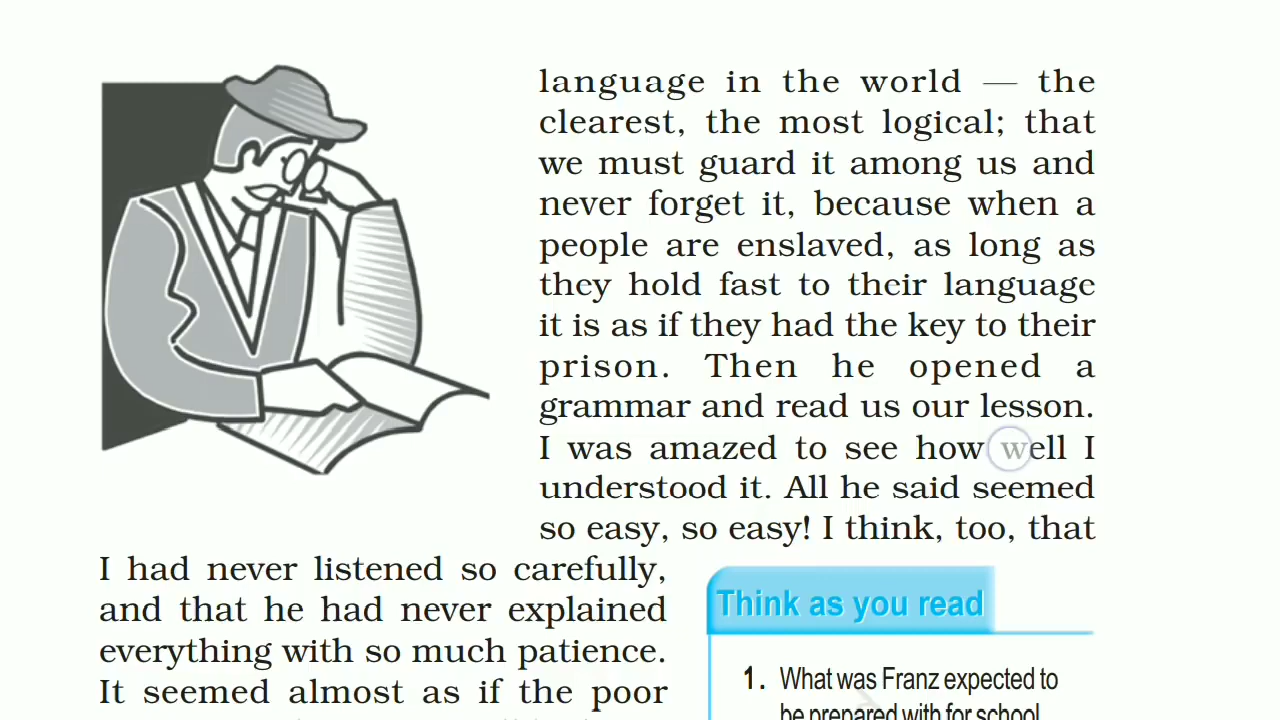 language in the world — the
clearest, the most logical; that
we must guard it among us and
never forget it, because when a
people are enslaved, as long as
they hold fast to their language
it is as if they had the key to their
prison. Then he opened a
grammar and read us our lesson.
I was amazed to see how well I
understood it. All he said seemed
so easy, so easy! I think, too, that
I had never listened so carefully,
and that he had never explained
everything with so much patience.
It seemed almost as if the poor
Think as you read
1. What was Franz expected to
be prepared with for school